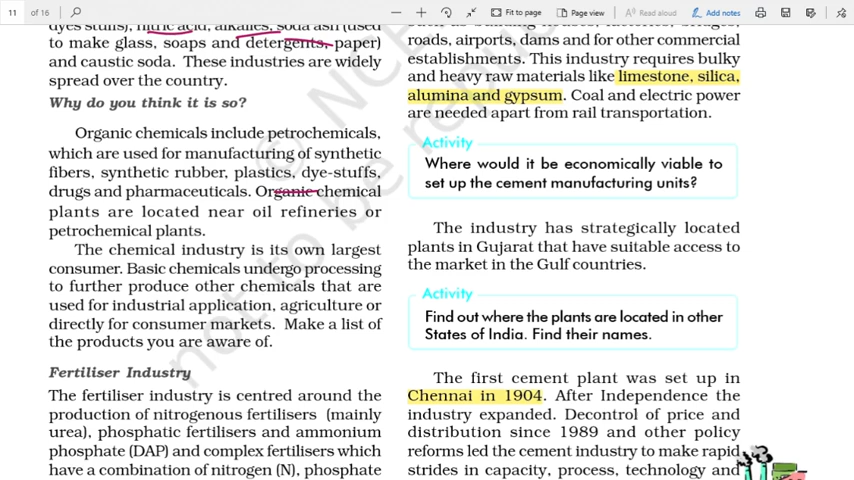 11 of 16
Fit to page
Page view
Read aloud
Add notes
dyes stuffs), nitric acid, alkalies, soda ash (used
to make glass, soaps and detergents, paper)
and caustic soda. These industries are widely
spread over the country.
Why do you think it is so?
Organic chemicals include petrochemicals,
which are used for manufacturing of synthetic
fibers, synthetic rubber, plastics, dye-stuffs,
drugs and pharmaceuticals. Organic chemical
plants are located near oil refineries or
petrochemical plants.
The chemical industry is its own largest
consumer. Basic chemicals undergo processing
to further produce other chemicals that are
used for industrial application, agriculture or
directly for consumer markets. Make a list of
the products you are aware of.
Fertiliser Industry
The fertiliser industry is centred around the
production of nitrogenous fertilisers (mainly
urea), phosphatic fertilisers and ammonium
phosphate (DAP) and complex fertilisers which
have a combination of nitrogen (N), phosphate
roads, airports, dams and for other commercial
establishments. This industry requires bulky
and heavy raw materials like limestone, silica,
alumina and gypsum. Coal and electric power
are needed apart from rail transportation.
Activity
Where would it be economically viable to
set up the cement manufacturing units?
The industry has strategically located
plants in Gujarat that have suitable access to
the market in the Gulf countries.
Activity
Find out where the plants are located in other
States of India. Find their names.
The first cement plant was set up in
Chennai in 1904. After Independence the
industry expanded. Decontrol of price and
distribution since 1989 and other policy
reforms led the cement industry to make rapid
strides in capacity, process, technology and
© NCE
not to be repu